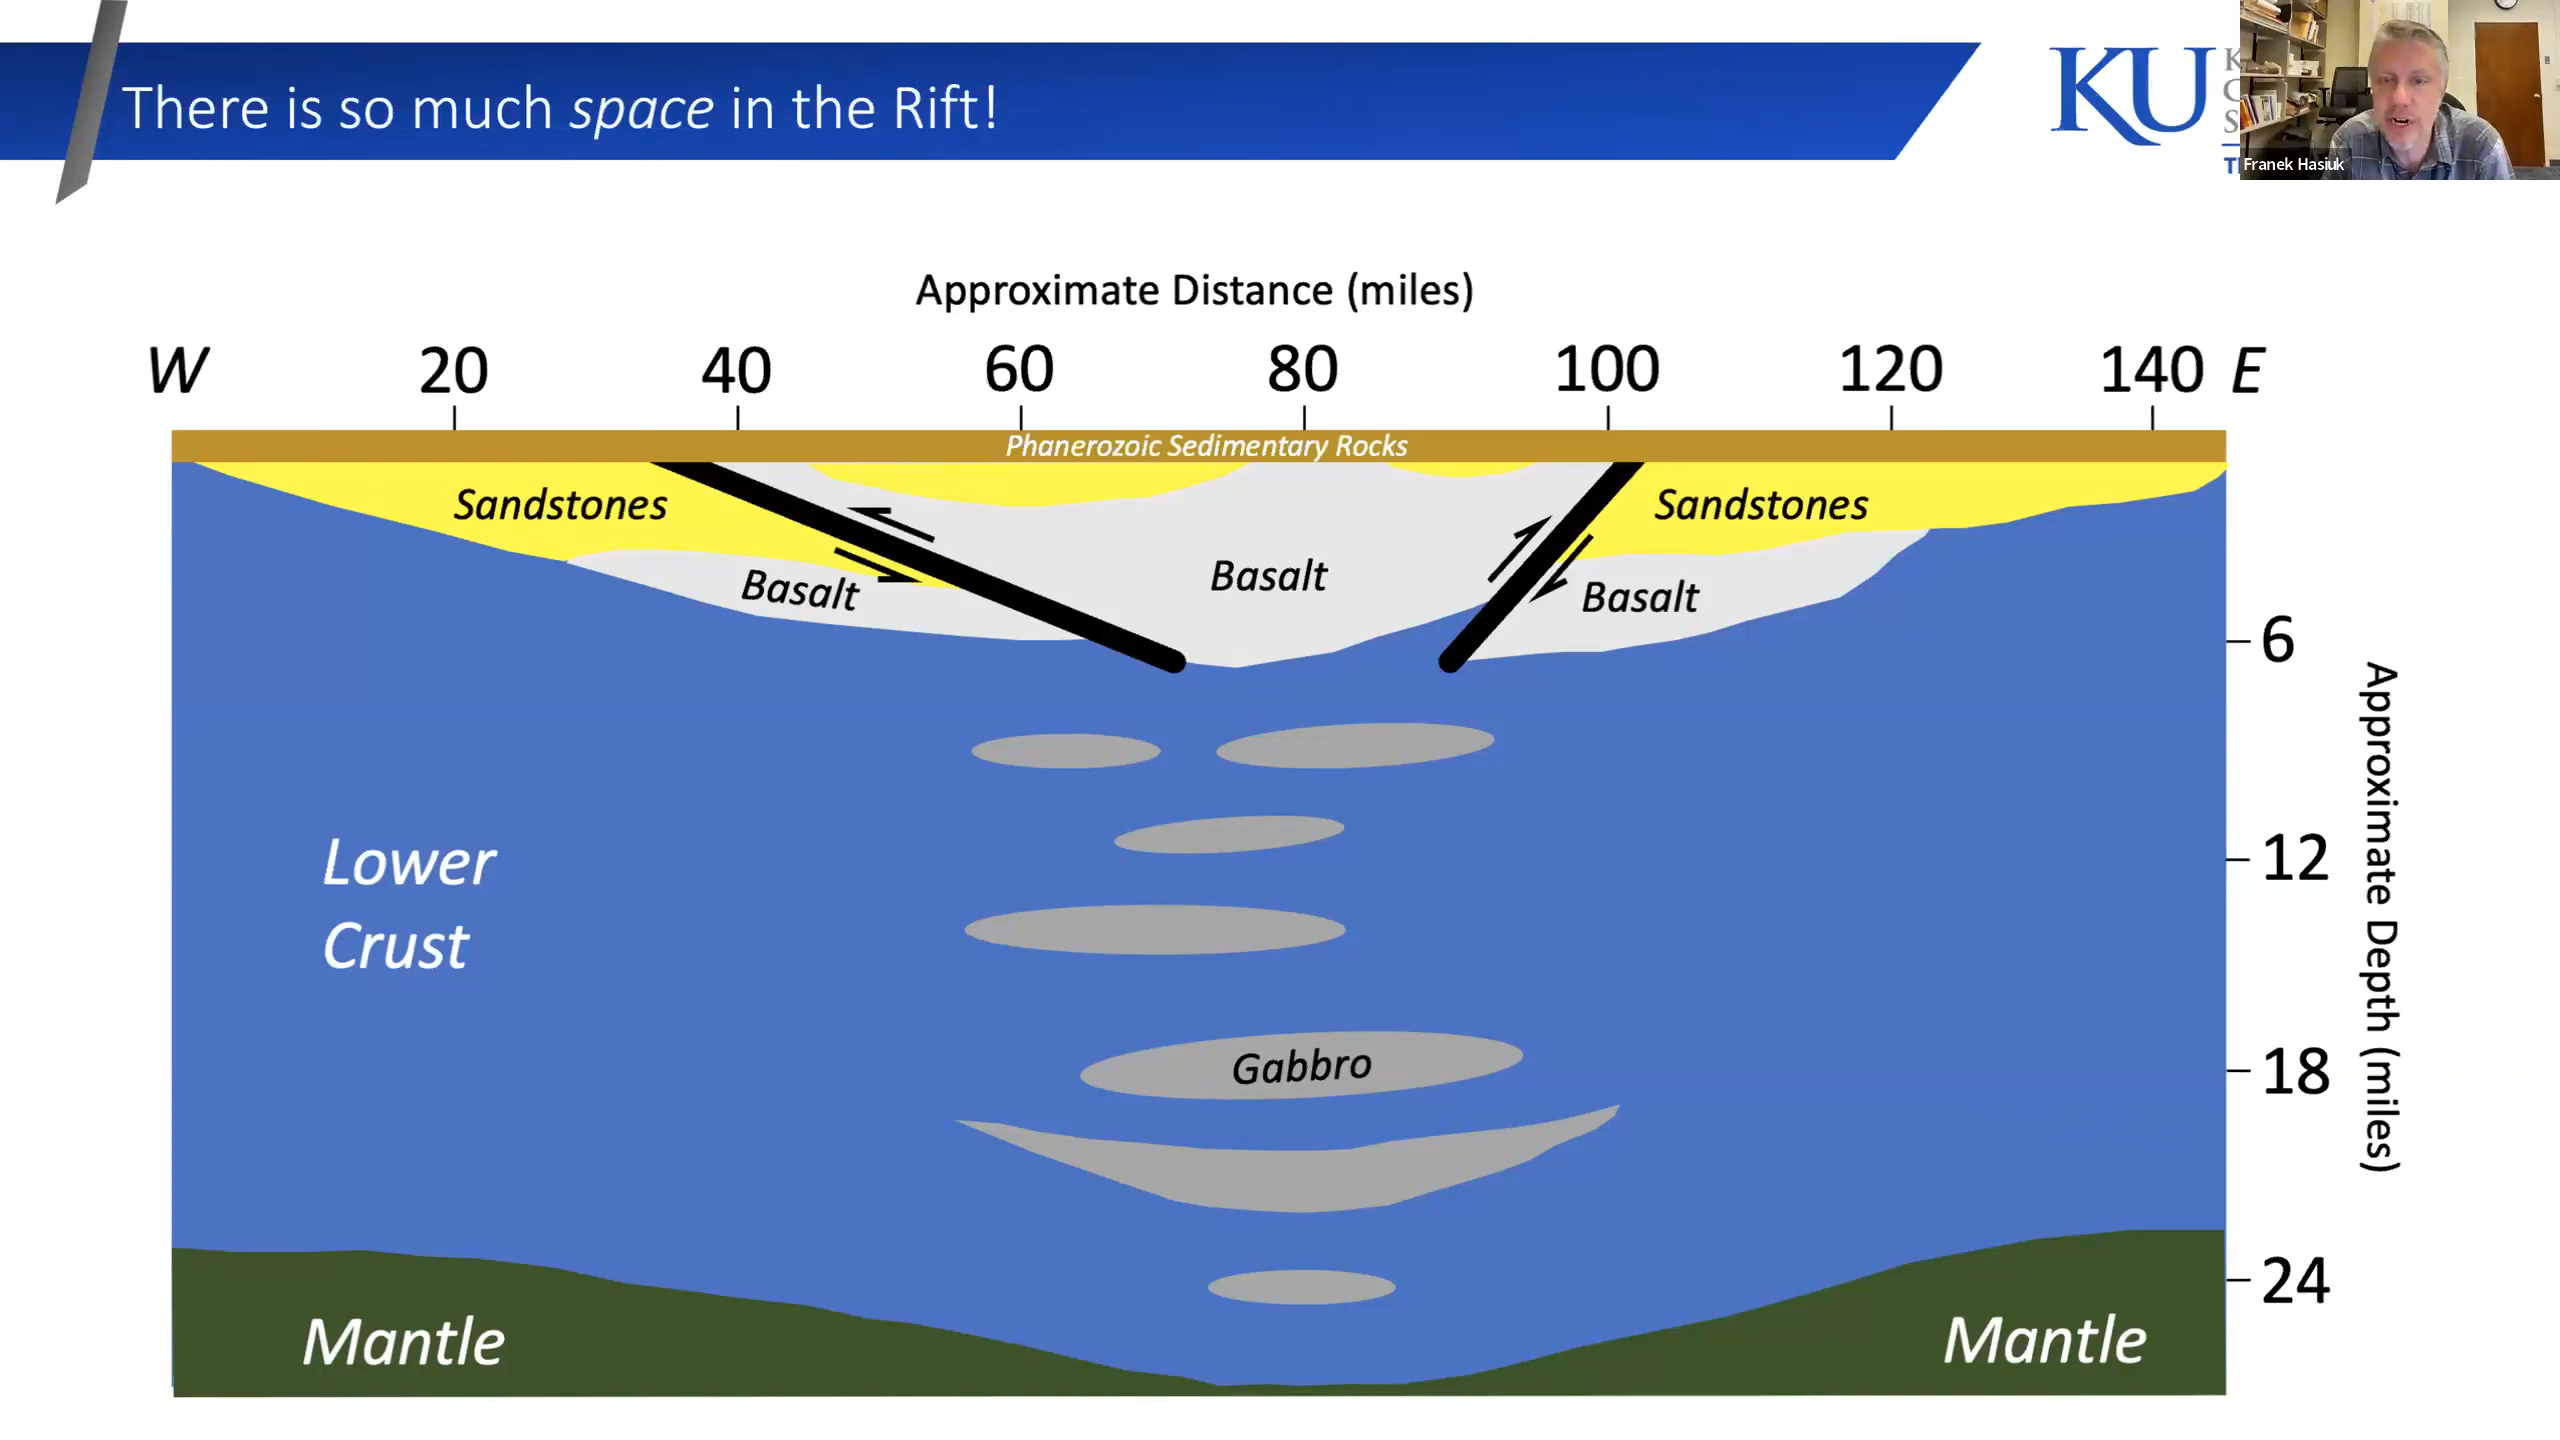 There is so much space in the Rift!
KU
Franek Hasiuk
Approximate Distance (miles)
W 20 40 60 80 100 120 140 E
Phanerozoic Sedimentary Rocks
Sandstones
Sandstones
Basalt
Basalt
Basalt
6
Lower
Crust
12
Approximate Depth (miles)
Gabbro
18
24
Mantle
Mantle